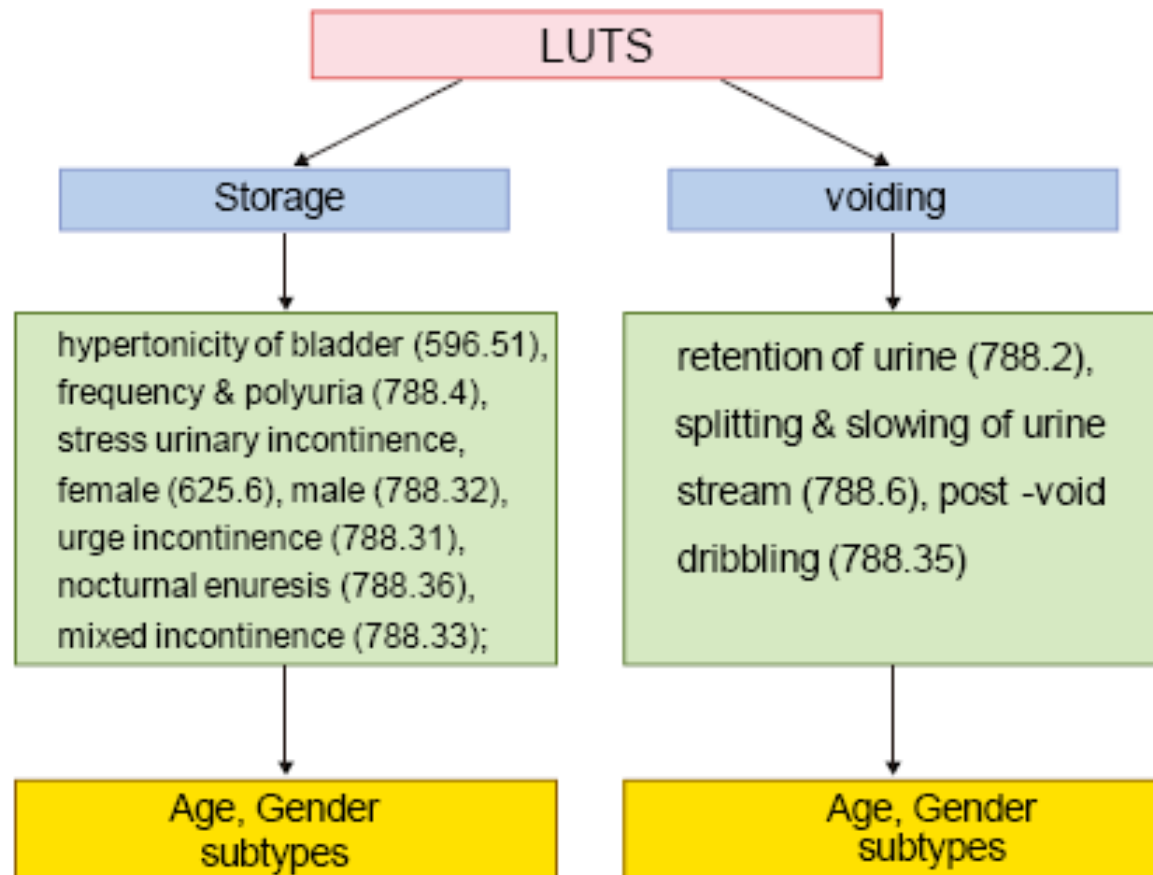 LUTS
Storage
voiding
hypertonicity of bladder (596.51),
frequency & polyuria (788.4),
stress urinary incontinence,
female (625.6), male (788.32),
urge incontinence (788.31),
nocturnal enuresis (788.36),
mixed incontinence (788.33);
retention of urine (788.2),
splitting & slowing of urine
stream (788.6), post -void
dribbling (788.35)
Age, Gender
subtypes
Age, Gender
subtypes